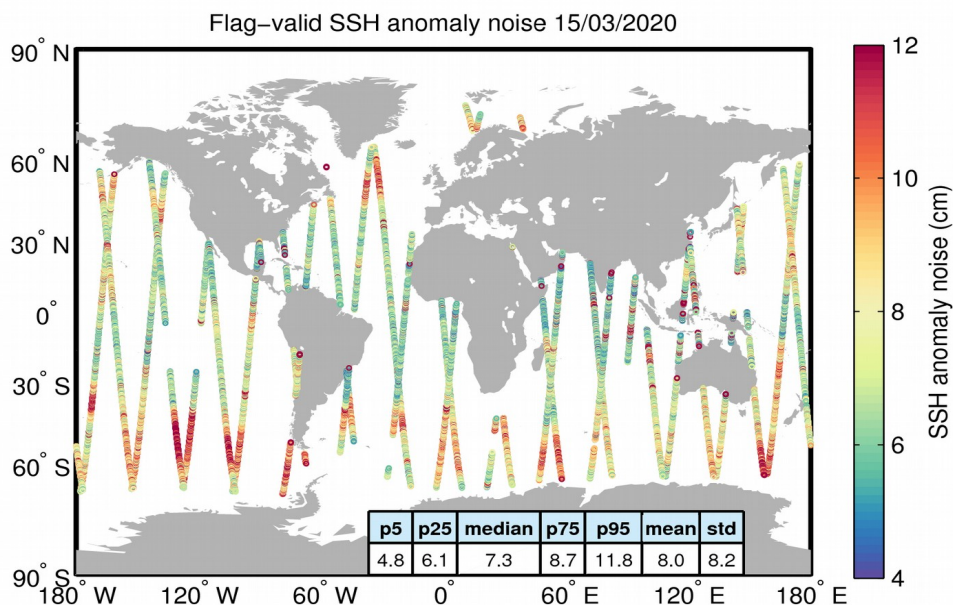 Flag–valid SSH anomaly noise 15/03/2020
90° N
60° N
30° N
0°
30° S
60° S
90° S
180° W
120° W
60° W
0°
60° E
120° E
180° E
p5 p25 median p75 p95 mean std
4.8 6.1 7.3 8.7 11.8 8.0 8.2
12
10
8
6
4
SSH anomaly noise (cm)